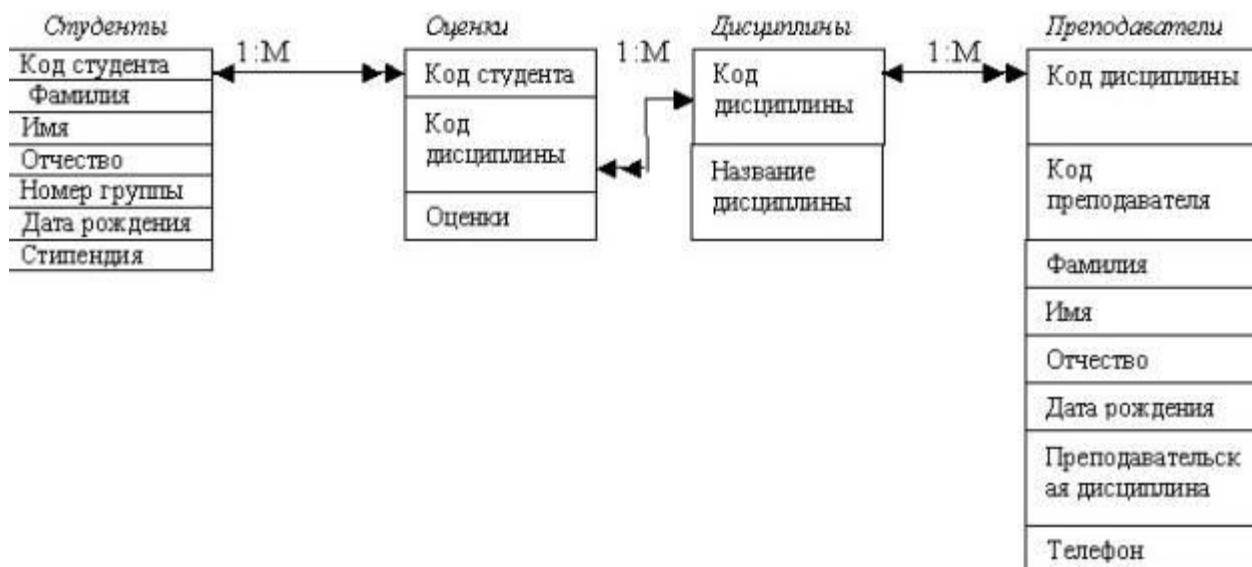 Студенты
Код студента
Фамилия
Имя
Отчество
Номер группы
Дата рождения
Стипендия
1:М
Оценки
Код студента
Код
дисциплины
Оценки
1:М
Дисциплины
Код
дисциплины
Название
дисциплины
1:М
Преподаватели
Код дисциплины
Код
преподавателя
Фамилия
Имя
Отчество
Дата рождения
Преподавательск
ая дисциплина
Телефон